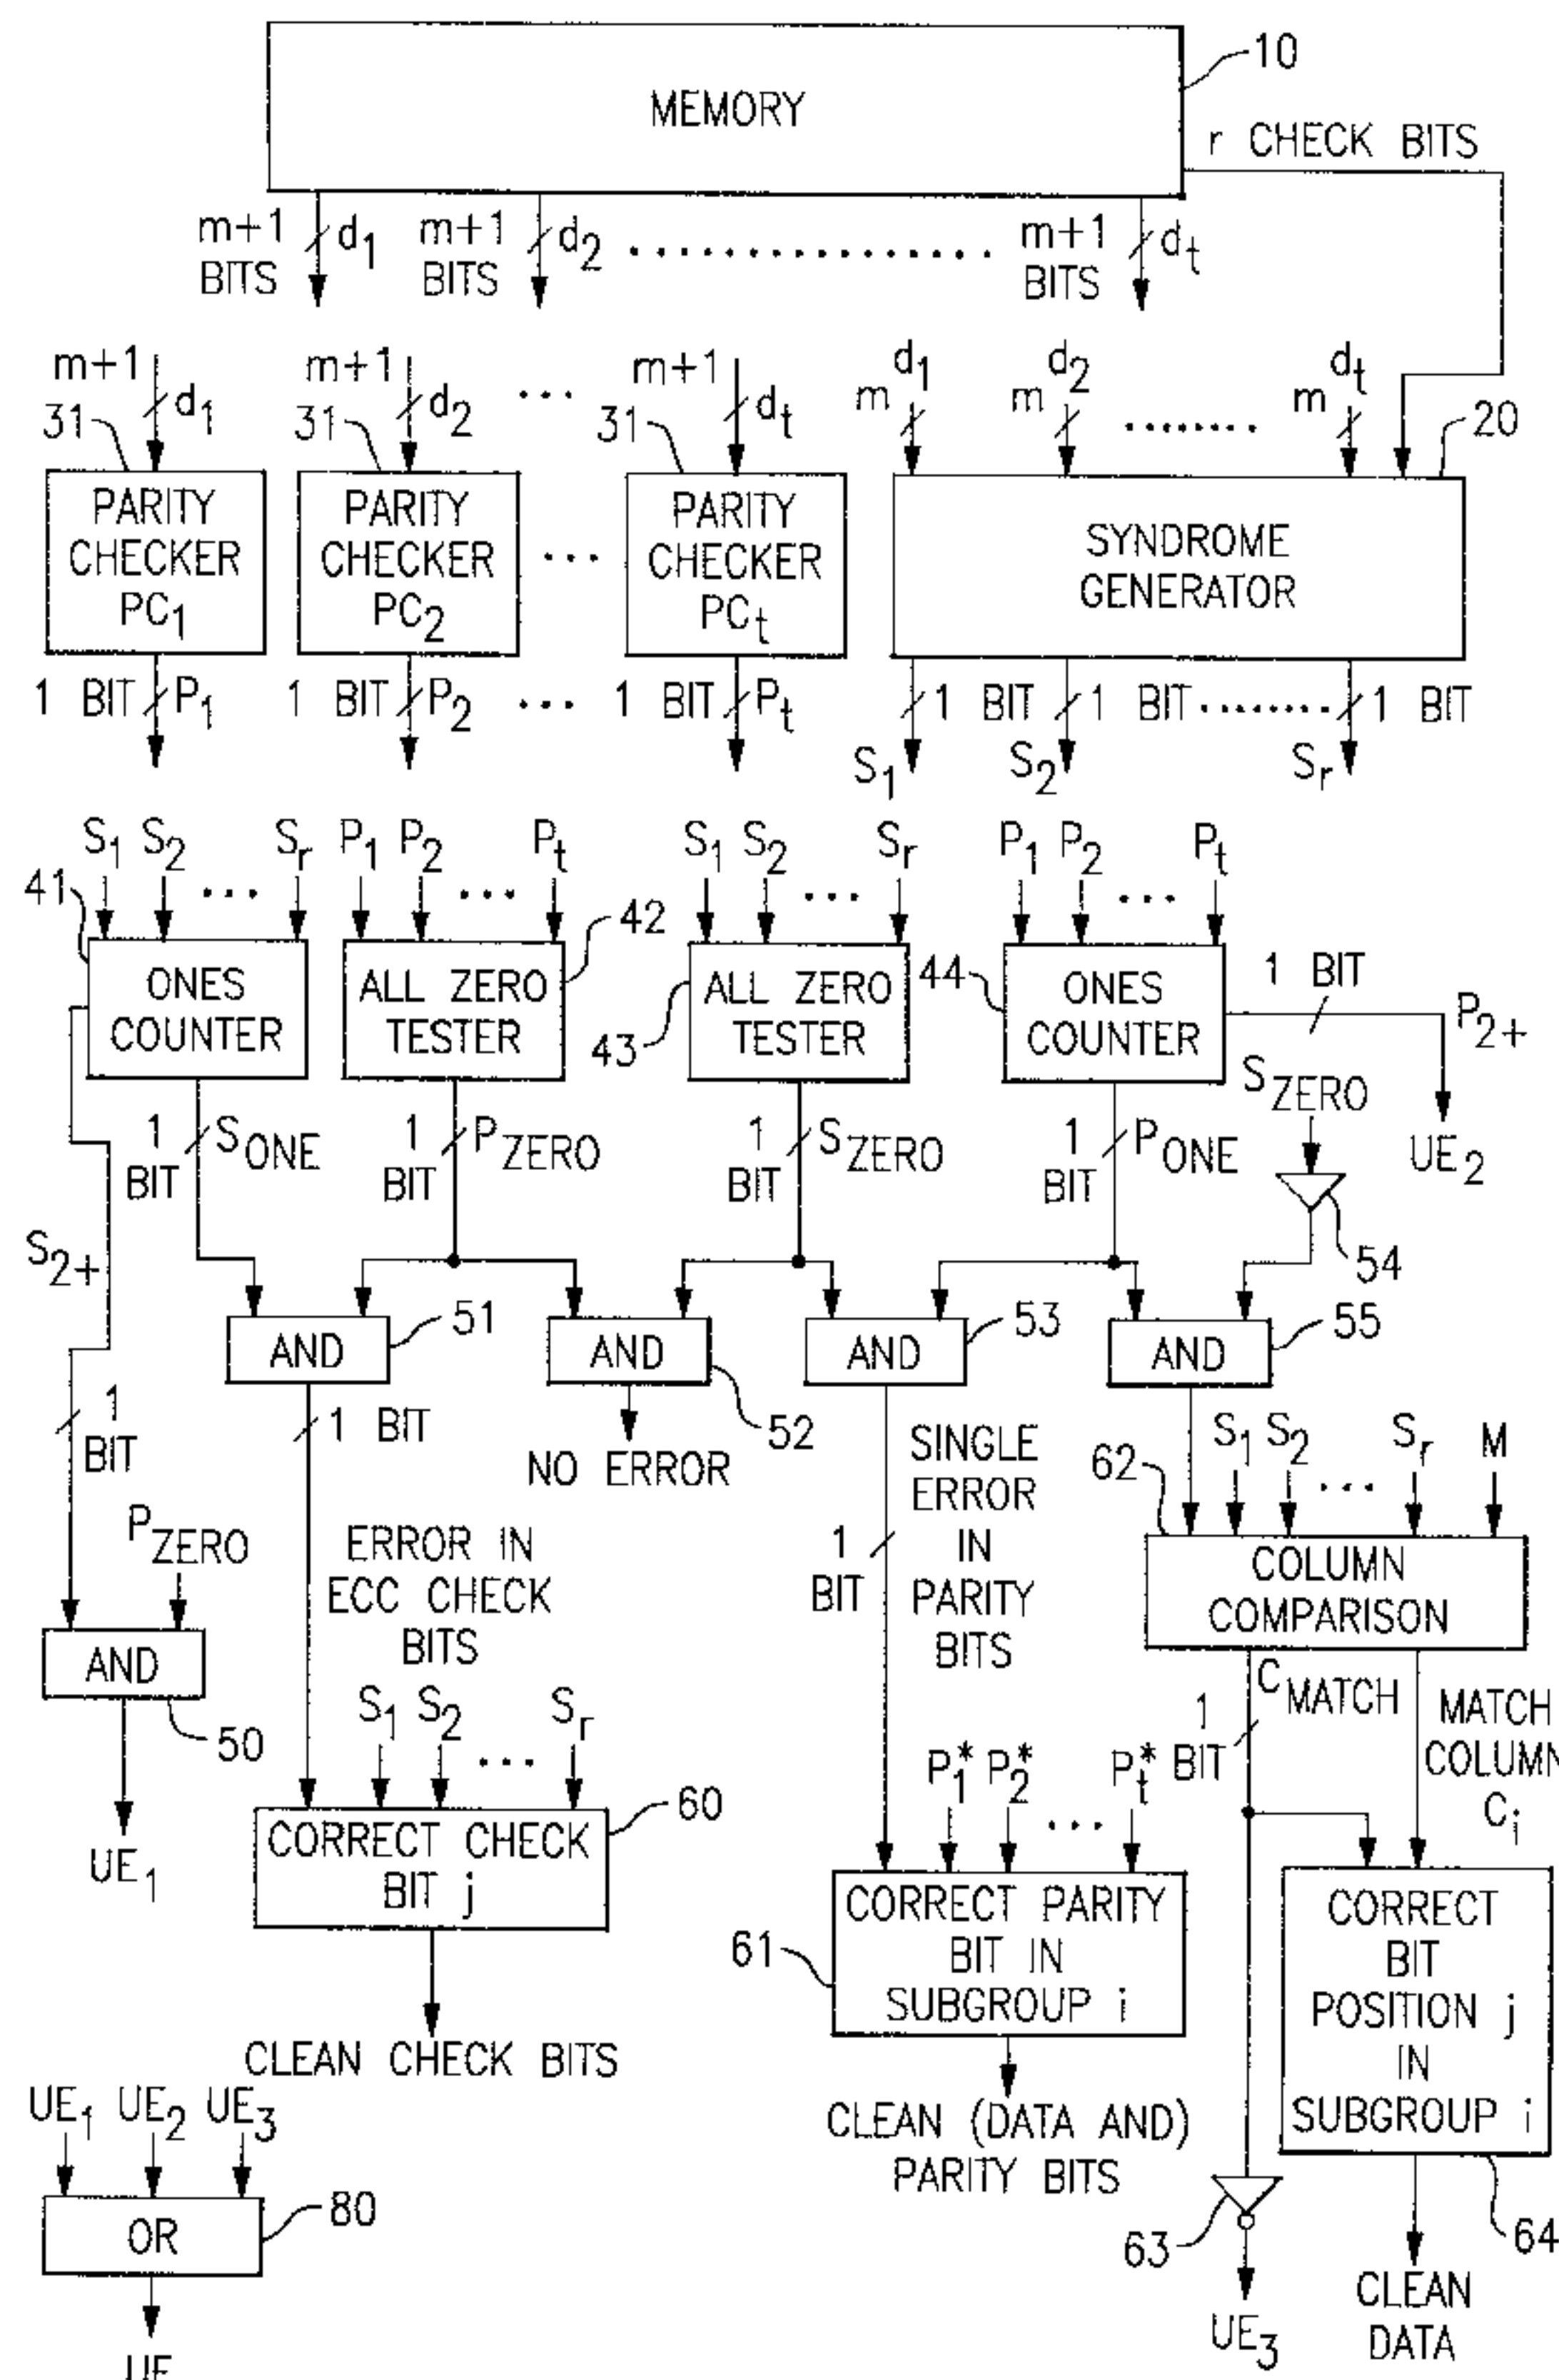 10
MEMORY
r CHECK BITS
m+1 BITS d1 m+1 BITS d2 ................ m+1 BITS dt
m+1 d1 m+1 d2 ... m+1 dt m d1 m d2 ........ m dt
31 31 31 20
PARITY CHECKER PC1
PARITY CHECKER PC2
...
PARITY CHECKER PCt
SYNDROME GENERATOR
1 BIT P1 1 BIT P2 ... 1 BIT Pt 1 BIT 1 BIT ........ 1 BIT
S1 S2 Sr
S1 S2 ... Sr P1 P2 ... Pt S1 S2 ... Sr P1 P2 ... Pt
41 42 43 44
ONES COUNTER
ALL ZERO TESTER
ALL ZERO TESTER
ONES COUNTER
1 BIT P2+
UE2
1 BIT SONE
1 BIT PZERO
1 BIT SZERO
1 BIT PONE
SZERO
54
S2+
AND 51
AND 52
AND 53
AND 55
1 BIT
1 BIT
NO ERROR
SINGLE ERROR IN PARITY BITS
1 BIT
62
S1 S2 ... Sr M
COLUMN COMPARISON
PZERO
AND
50
UE1
ERROR IN ECC CHECK BITS
S1 S2 ... Sr
60
CORRECT CHECK BIT j
CLEAN CHECK BITS
P1* P2* ... Pt*
61
CORRECT PARITY BIT IN SUBGROUP i
CLEAN (DATA AND) PARITY BITS
CMATCH
1 BIT
MATCH COLUMN Ci
CORRECT BIT POSITION j IN SUBGROUP i
64
63
UE3
CLEAN DATA
UE1 UE2 UE3
OR
80
UE